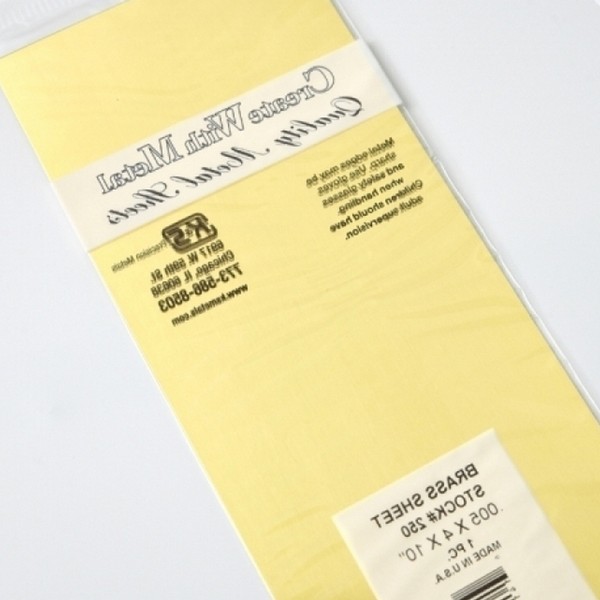 Create With Metal
Quality Metal Sheets
Metal edges may be
sharp. Use gloves
and safety glasses
when handling.
Children should have
adult supervision.
K&S
Precision Metals
6917 W. 59th St.
Chicago, IL 60638
773-586-8503
www.ksmetals.com
BRASS SHEET
STOCK# 250
.005 X 4 X 10"
1 PC.
MADE IN U.S.A.